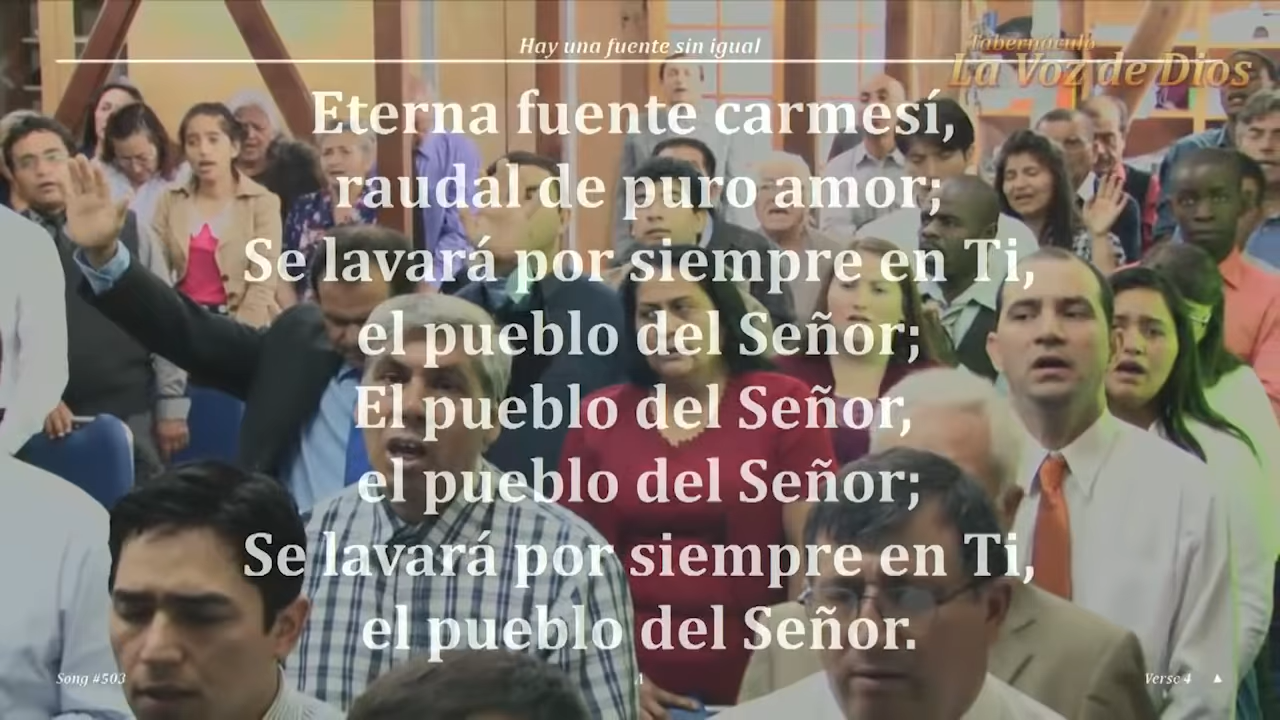 Hay una fuente sin igual
Tabernáculo
La Voz de Dios
Eterna fuente carmesí,
raudal de puro amor;
Se lavará por siempre en Ti,
el pueblo del Señor;
El pueblo del Señor,
el pueblo del Señor;
Se lavará por siempre en Ti,
el pueblo del Señor.
Song #503
Verse 4